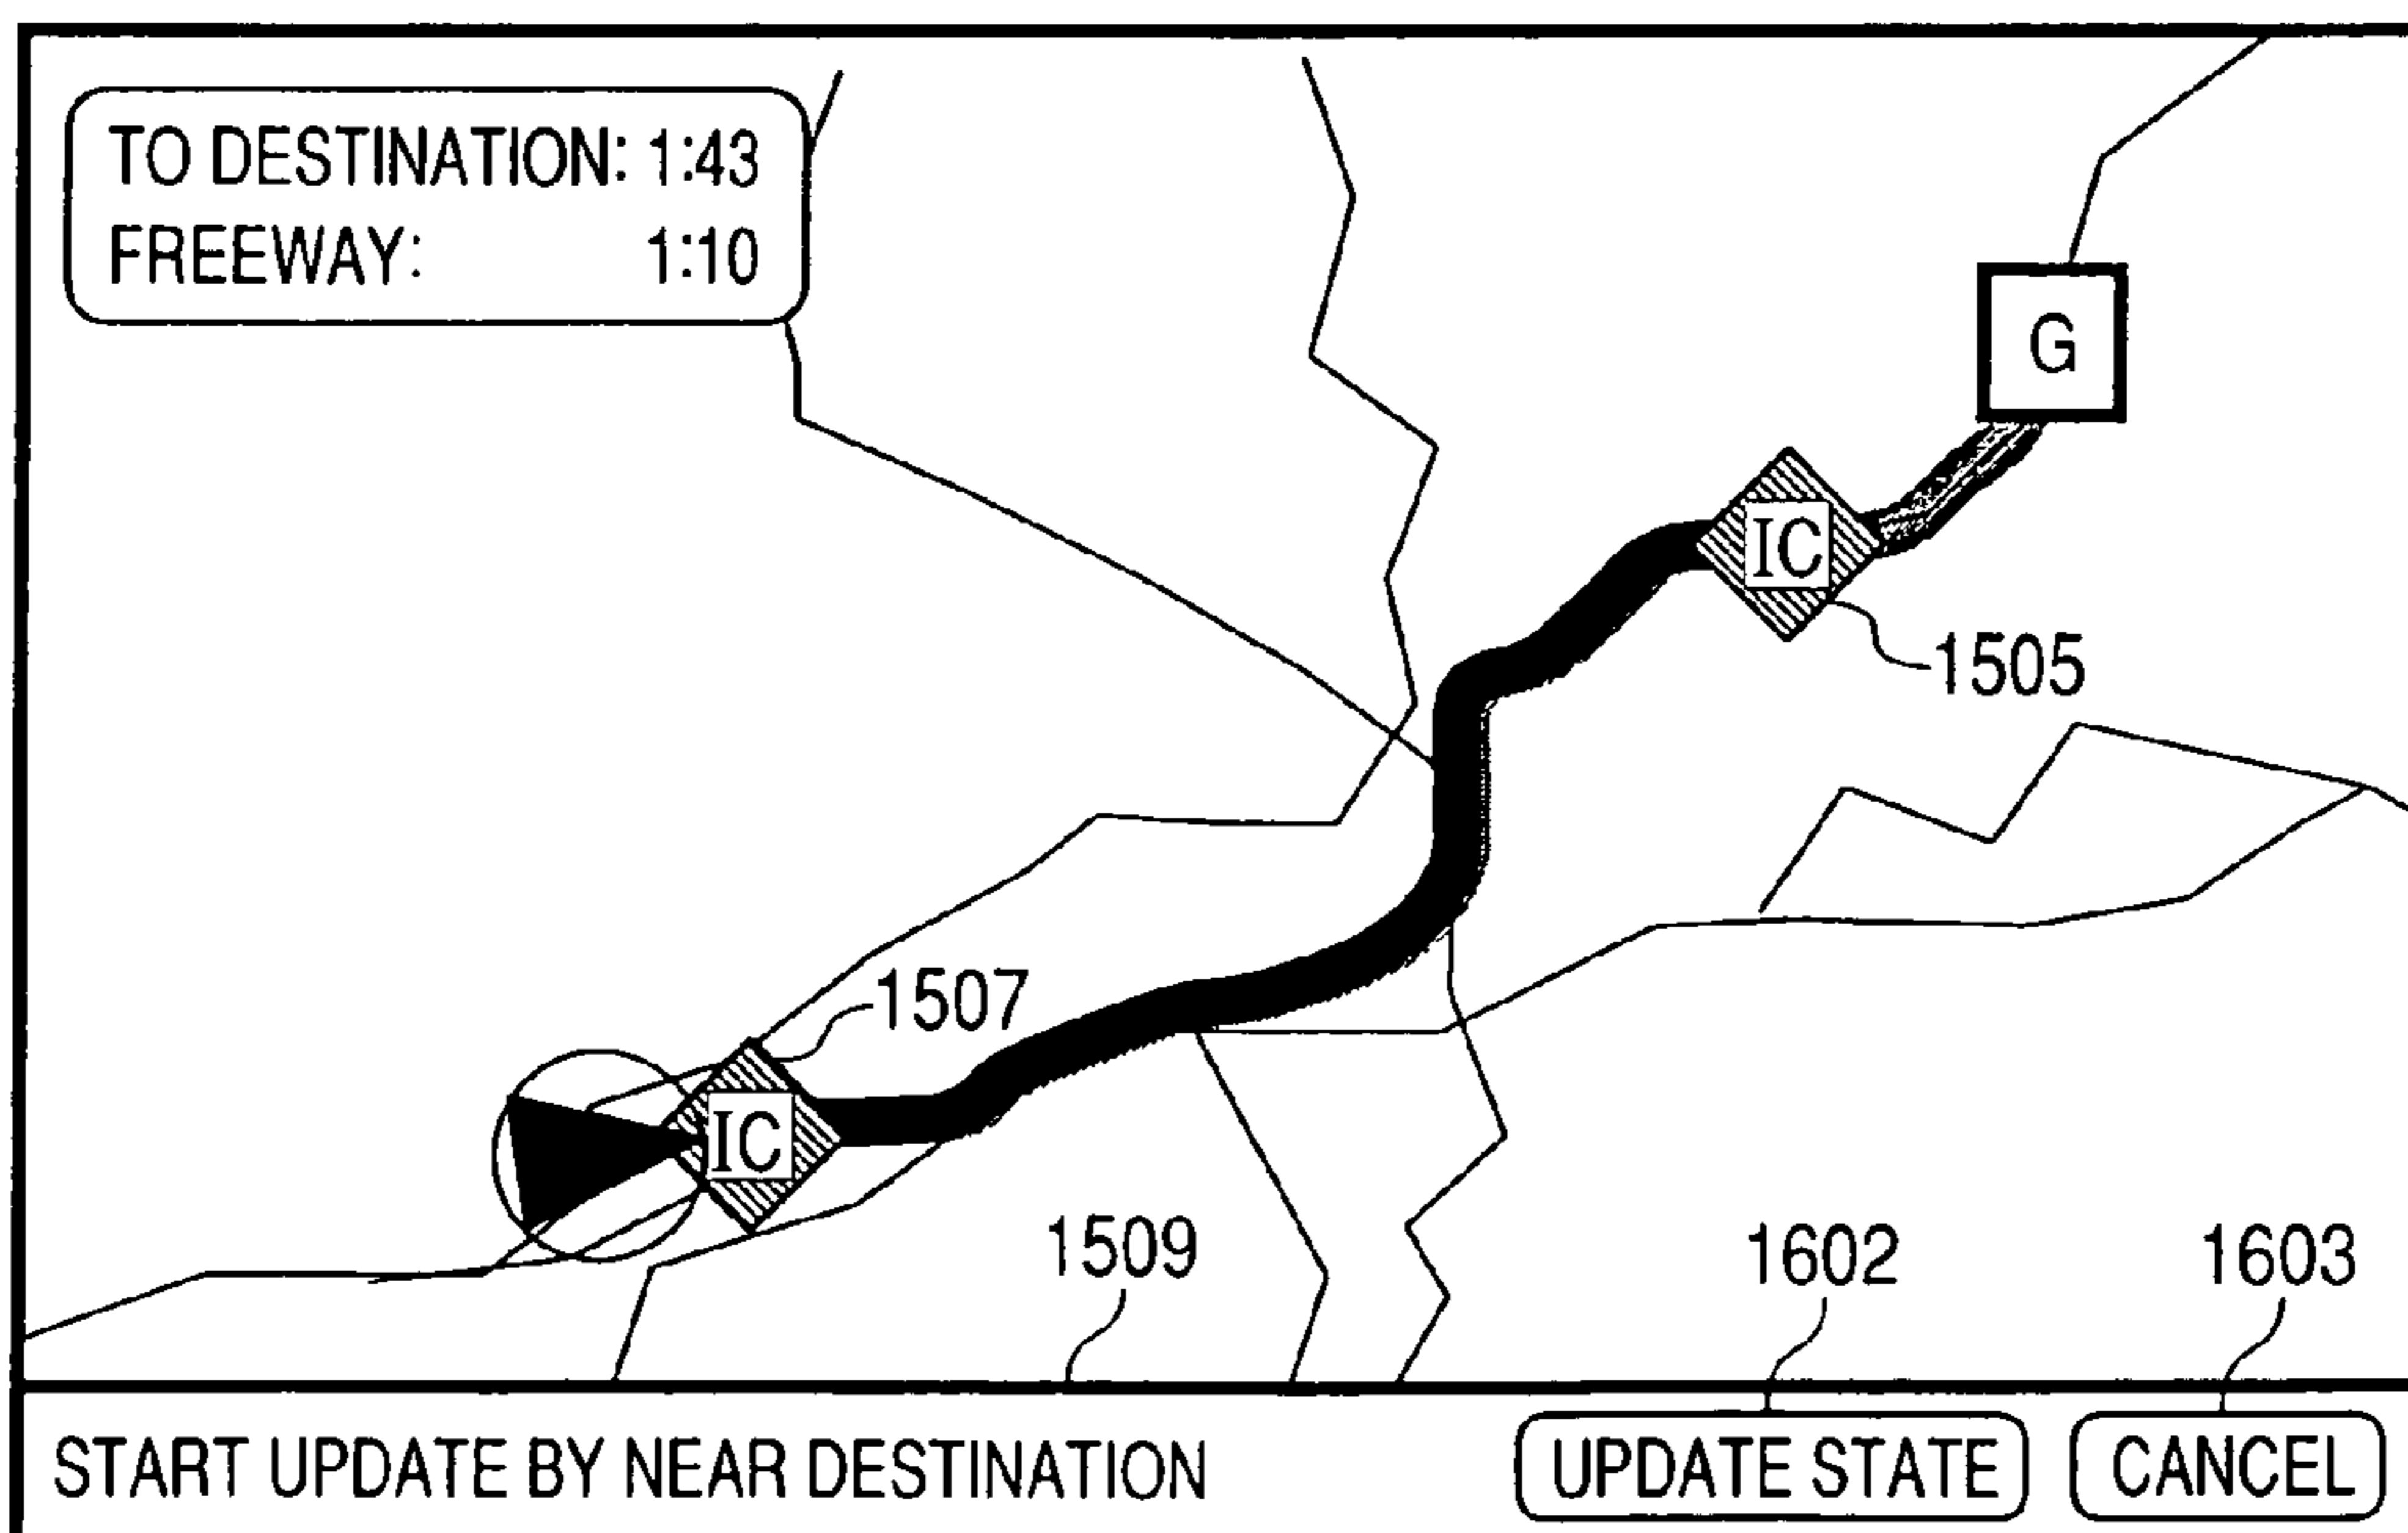 TO DESTINATION: 1:43
FREEWAY: 1:10
G
IC
1505
1507
IC
1509
1602
1603
START UPDATE BY NEAR DESTINATION
UPDATE STATE
CANCEL